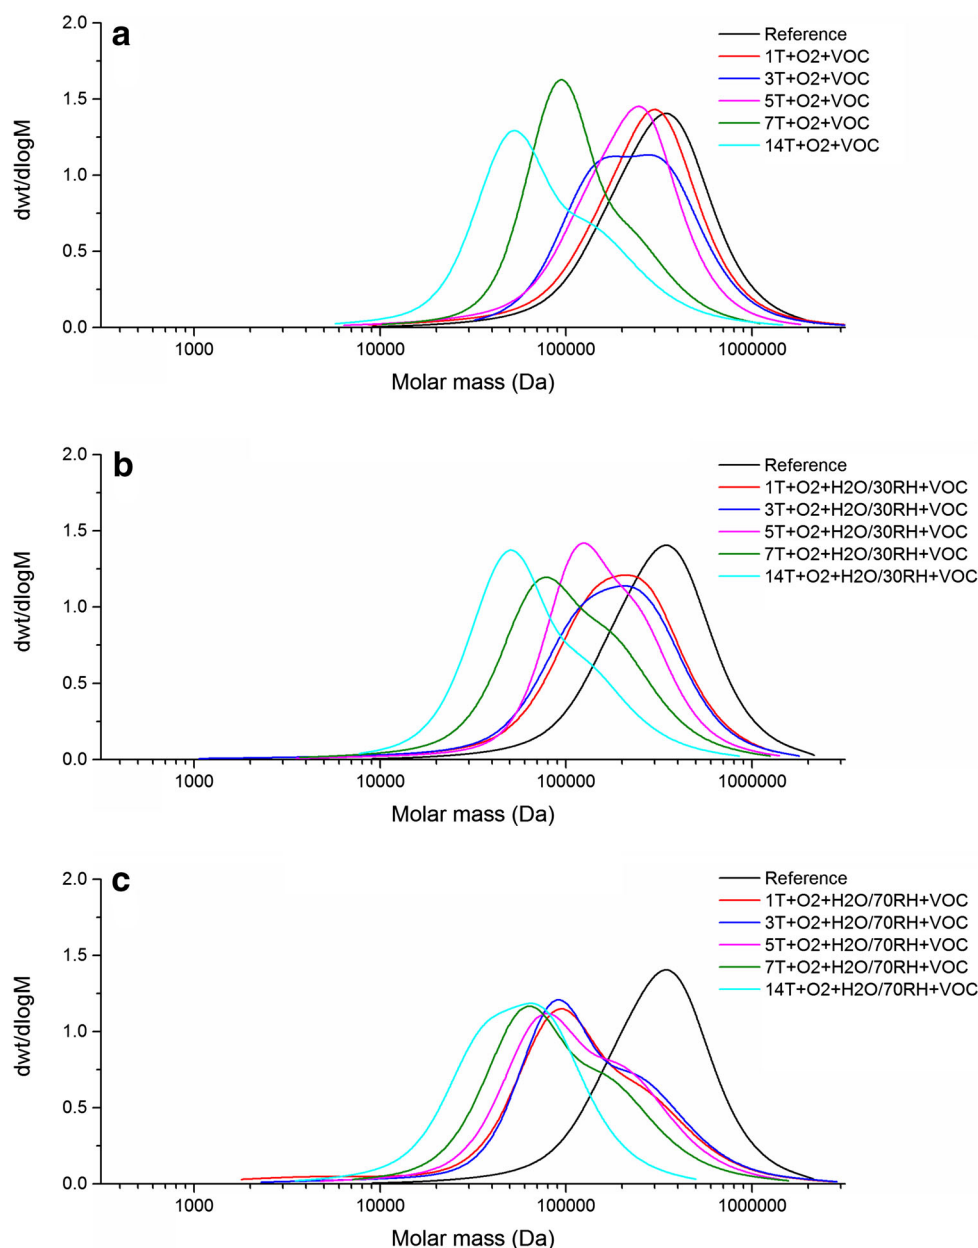 a
2.0
1.5
1.0
0.5
0.0
dwt/dlogM
Reference
1T+O2+VOC
3T+O2+VOC
5T+O2+VOC
7T+O2+VOC
14T+O2+VOC
1000 10000 100000 1000000
Molar mass (Da)
b
2.0
1.5
1.0
0.5
0.0
dwt/dlogM
Reference
1T+O2+H2O/30RH+VOC
3T+O2+H2O/30RH+VOC
5T+O2+H2O/30RH+VOC
7T+O2+H2O/30RH+VOC
14T+O2+H2O/30RH+VOC
1000 10000 100000 1000000
Molar mass (Da)
c
2.0
1.5
1.0
0.5
0.0
dwt/dlogM
Reference
1T+O2+H2O/70RH+VOC
3T+O2+H2O/70RH+VOC
5T+O2+H2O/70RH+VOC
7T+O2+H2O/70RH+VOC
14T+O2+H2O/70RH+VOC
1000 10000 100000 1000000
Molar mass (Da)